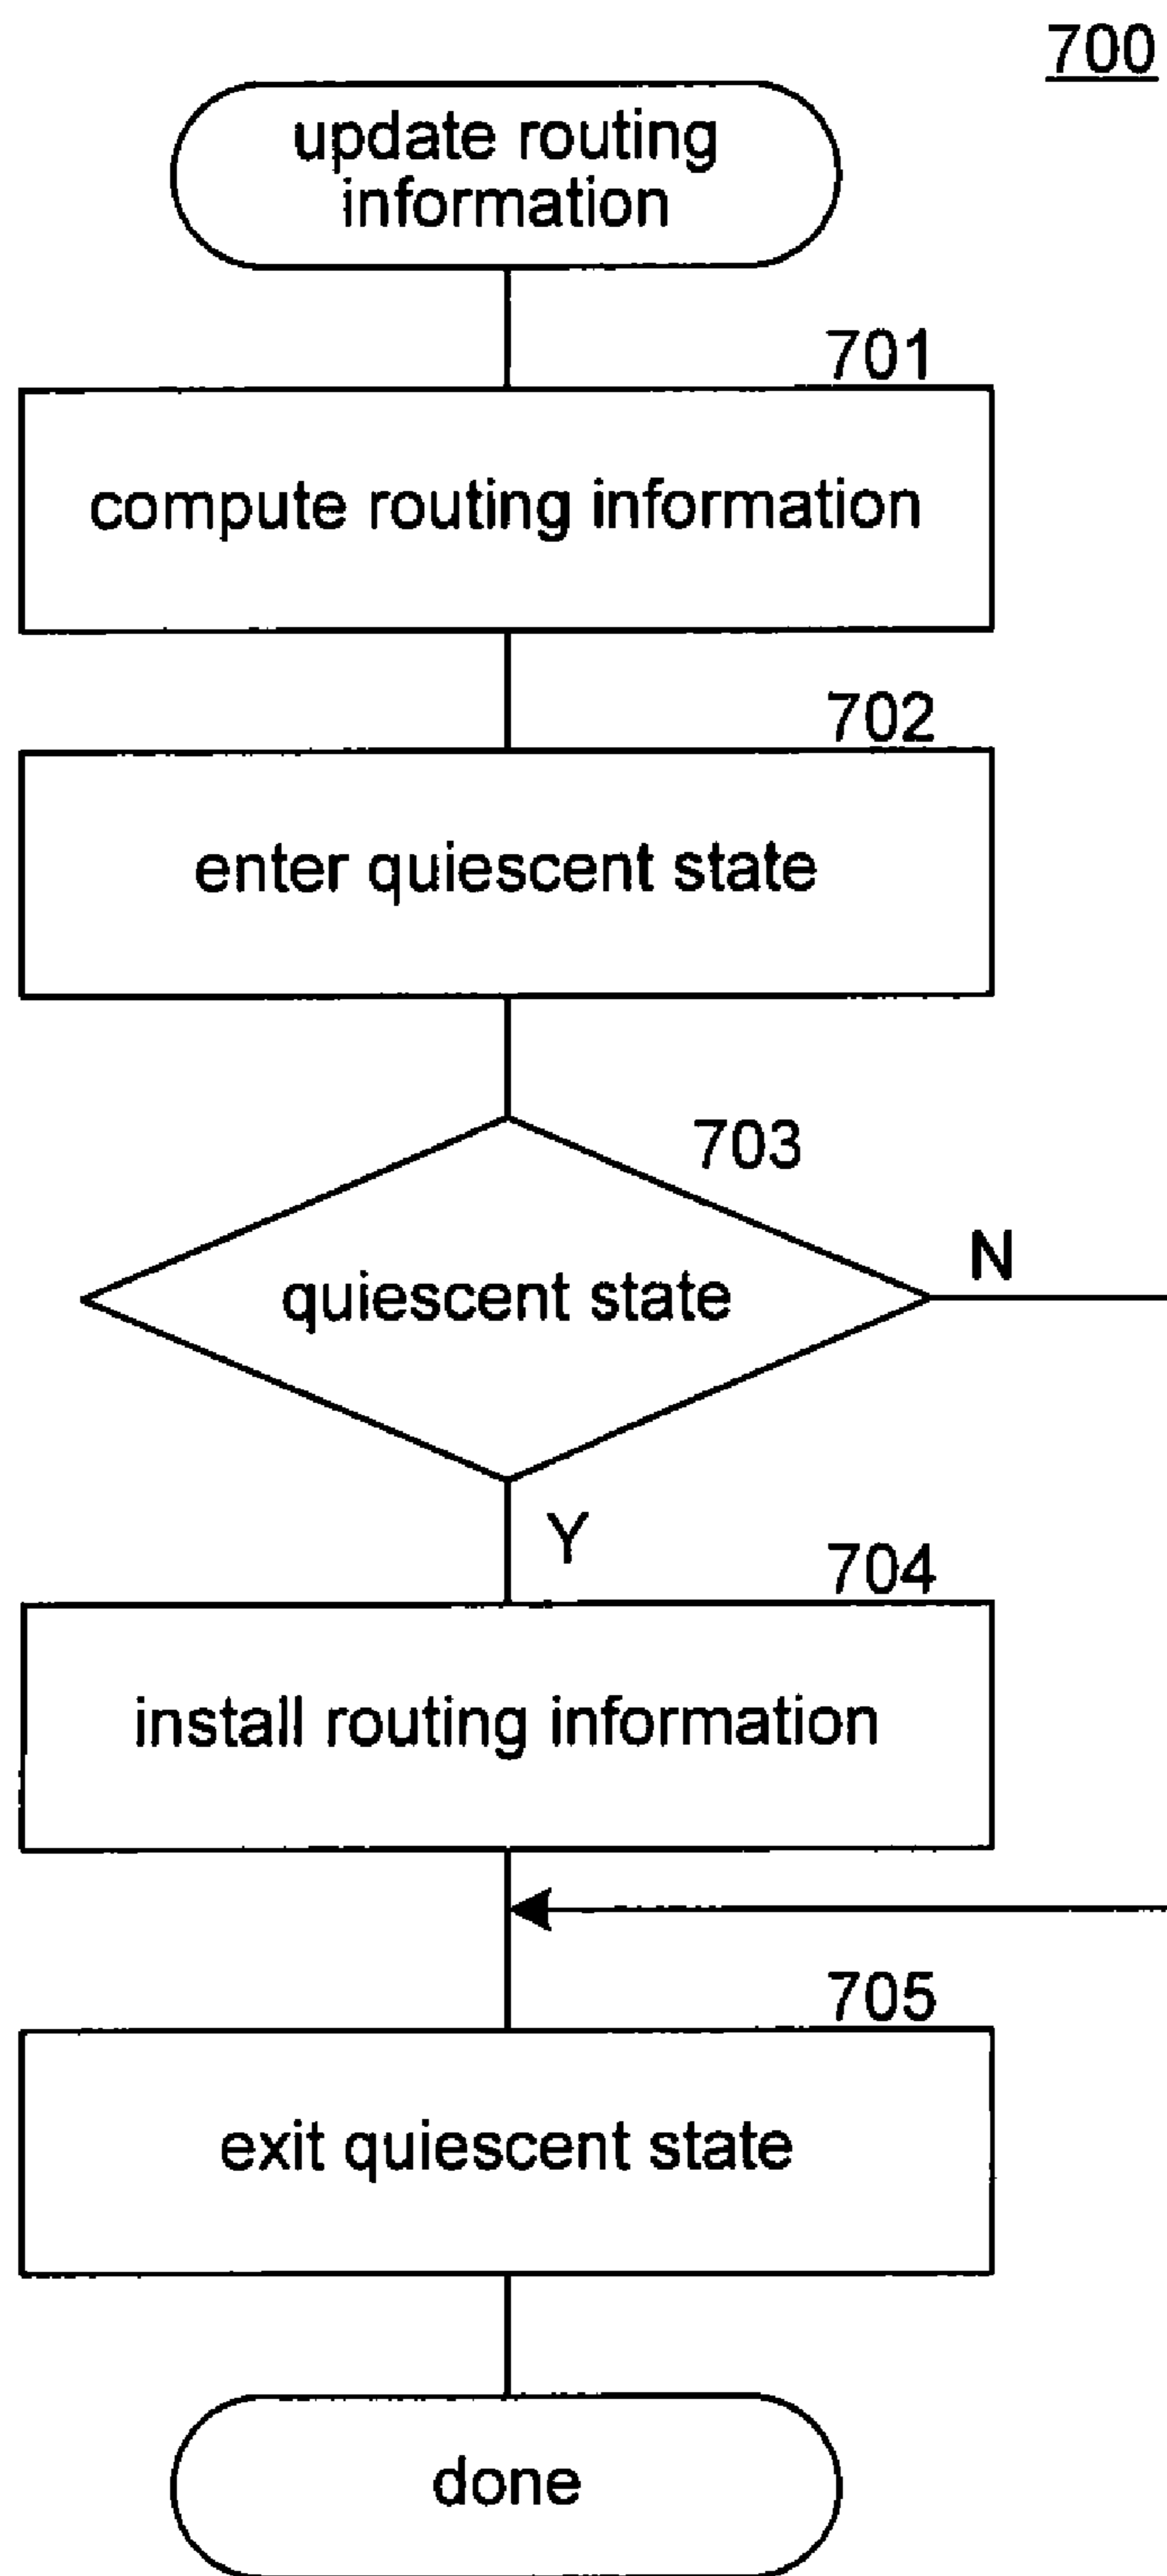 700
update routing
information
701
compute routing information
702
enter quiescent state
703
quiescent state
N
Y
704
install routing information
705
exit quiescent state
done